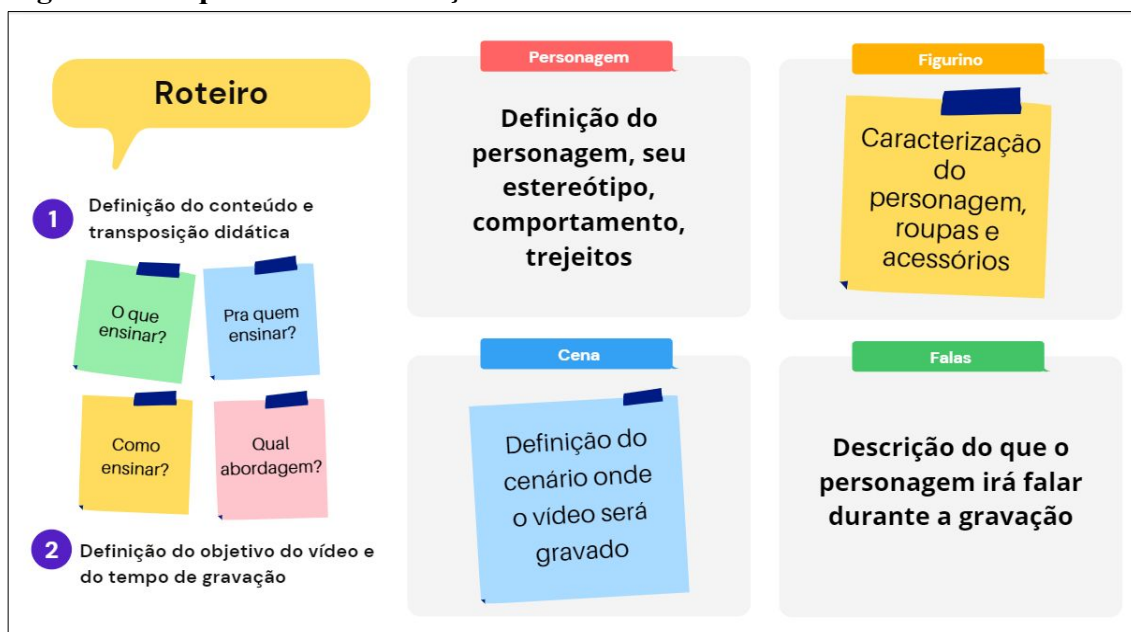 Roteiro
1
Definição do conteúdo e
transposição didática
O que
ensinar?
Pra quem
ensinar?
Como
ensinar?
Qual
abordagem?
2
Definição do objetivo do vídeo e
do tempo de gravação
Personagem
Definição do
personagem, seu
estereótipo,
comportamento,
trejeitos
Figurino
Caracterização
do
personagem,
roupas e
acessórios
Cena
Definição do
cenário onde
o vídeo será
gravado
Falas
Descrição do que o
personagem irá falar
durante a gravação